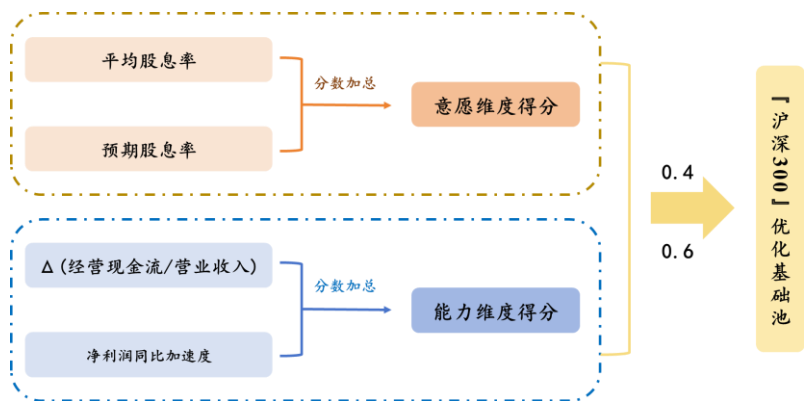 平均股息率
分数加总
意愿维度得分
预期股息率
Δ(经营现金流/营业收入)
分数加总
能力维度得分
净利润同比加速度
0.4
0.6
『沪深300』优化基础池